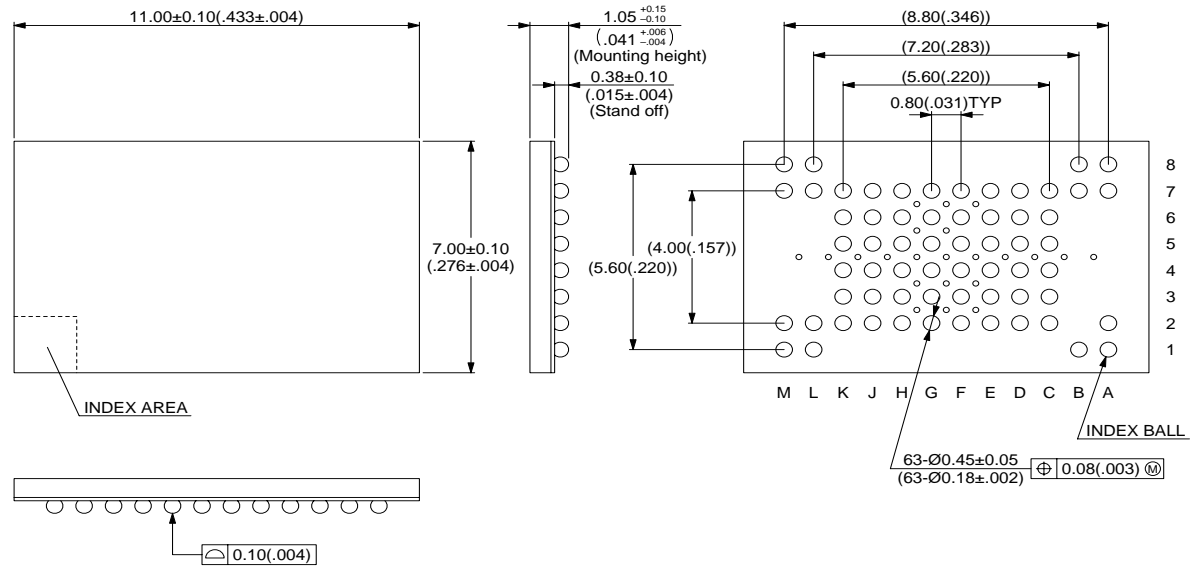 11.00±0.10(.433±.004)
1.05 +0.15 −0.10
(.041 +.006 −.004)
(Mounting height)
0.38±0.10
(.015±.004)
(Stand off)
(8.80(.346))
(7.20(.283))
(5.60(.220))
0.80(.031)TYP
7.00±0.10
(.276±.004)
(5.60(.220))
(4.00(.157))
8
7
6
5
4
3
2
1
M L K J H G F E D C B A
INDEX AREA
INDEX BALL
63-Ø0.45±0.05
(63-Ø0.18±.002)
⌖ 0.08(.003) Ⓜ
⌓ 0.10(.004)